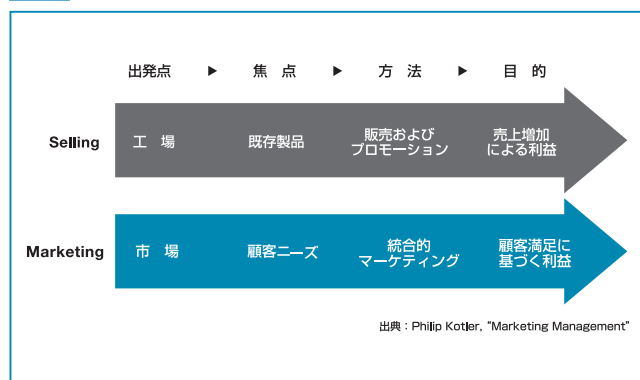 出発点 ▶ 焦 点 ▶ 方 法 ▶ 目 的
Selling
工 場
既存製品
販売および
プロモーション
売上増加
による利益
Marketing
市 場
顧客ニーズ
統合的
マーケティング
顧客満足に
基づく利益
出典：Philip Kotler, "Marketing Management"